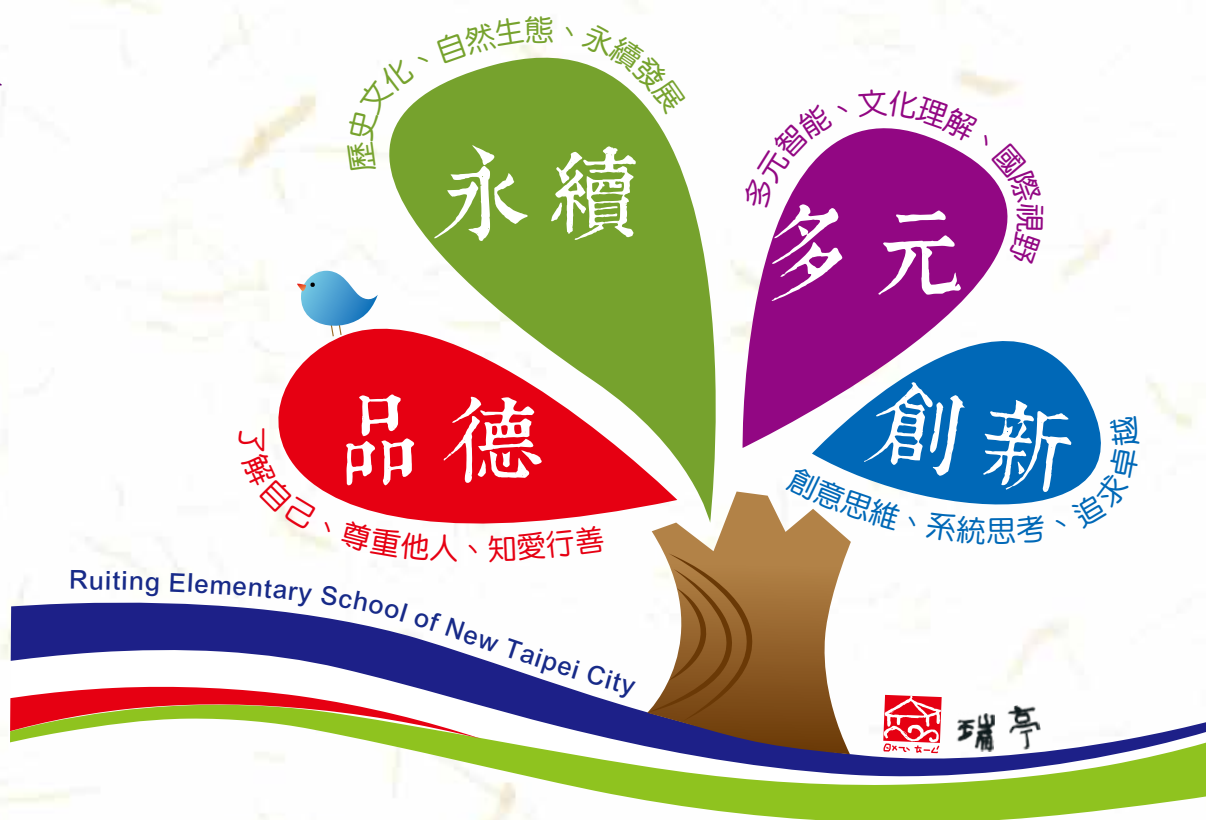 歷史文化、自然生態、永續發展
永續
多元智能、文化理解、國際視野
多元
品德
了解自己、尊重他人、知愛行善
創新
創意思維、系統思考、追求卓越
Ruiting Elementary School of New Taipei City
瑞亭
ㄖㄨㄟ ㄊㄧㄥ